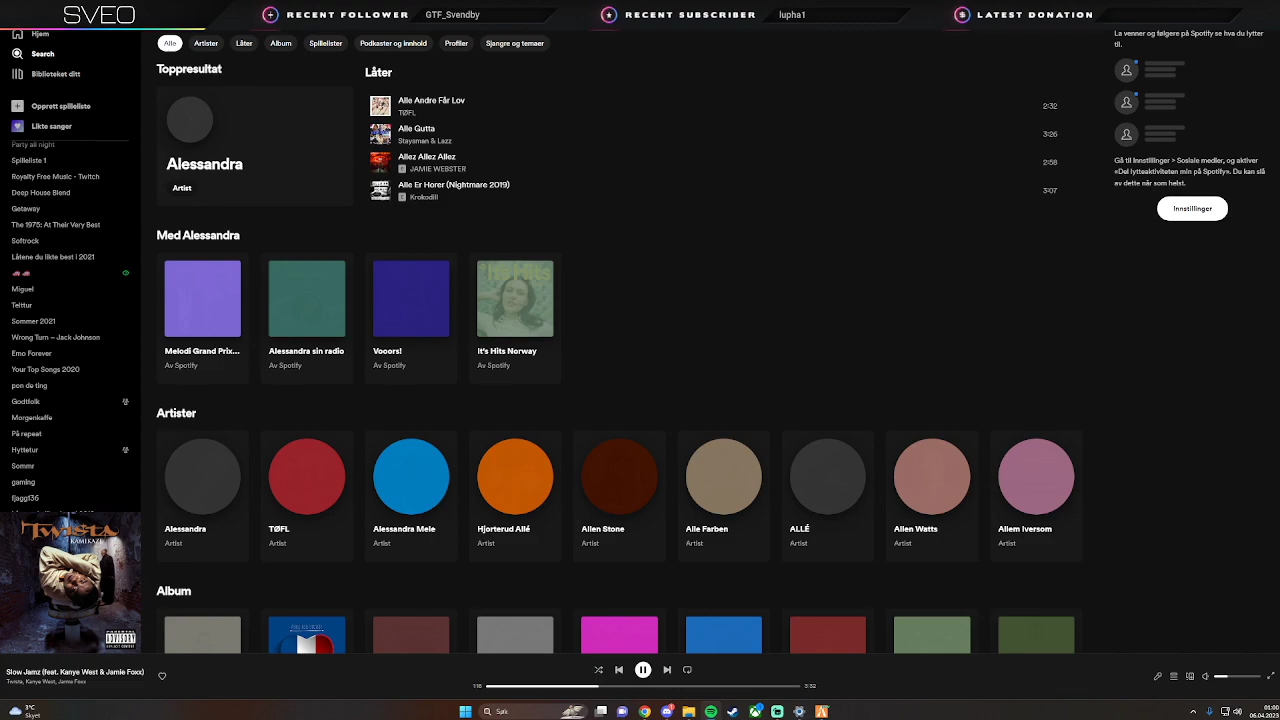 SVEO
RECENT FOLLOWER GTF_Svendby
RECENT SUBSCRIBER lupha1
LATEST DONATION
Hjem
Search
Biblioteket ditt
Opprett spilleliste
Likte sanger
Party all night
Spilleliste 1
Royalty Free Music - Twitch
Deep House Blend
Getaway
The 1975: At Their Very Best
Softrock
Låtene du likte best i 2021
Miguel
Telttur
Sommer 2021
Wrong Turn – Jack Johnson
Emo Forever
Your Top Songs 2020
pon de ting
Godtfolk
Morgenkaffe
På repeat
Hyttetur
Sommr
gaming
fjagg136
Twista
KAMIKAZE
PARENTAL
ADVISORY
EXPLICIT CONTENT
Alle Artister Låter Album Spillelister Podkaster og innhold Profiler Sjangre og temaer
Toppresultat
Alessandra
Artist
Låter
Alle Andre Får Lov
TØFL
2:32
Alle Gutta
Staysman & Lazz
3:26
Allez Allez Allez
E JAMIE WEBSTER
2:58
Alle Er Horer (Nightmare 2019)
E Krokodill
3:07
Med Alessandra
Melodi Grand Prix...
Av Spotify
Alessandra sin radio
Av Spotify
Vooors!
Av Spotify
The Hits
It's Hits Norway
Av Spotify
Artister
Alessandra
Artist
TØFL
Artist
Alessandra Mele
Artist
Hjorterud Allé
Artist
Allen Stone
Artist
Alle Farben
Artist
ALLÉ
Artist
Allen Watts
Artist
Allem Iversom
Artist
Album
La venner og følgere på Spotify se hva du lytter
til.
Gå til Innstillinger > Sosiale medier, og aktiver
«Del lytteaktiviteten min på Spotify». Du kan slå
av dette når som helst.
Innstillinger
Slow Jamz (feat. Kanye West & Jamie Foxx)
Twista, Kanye West, Jamie Foxx
1:16
3:32
3°C
Skyet
Søk
01:00
06.04.2023